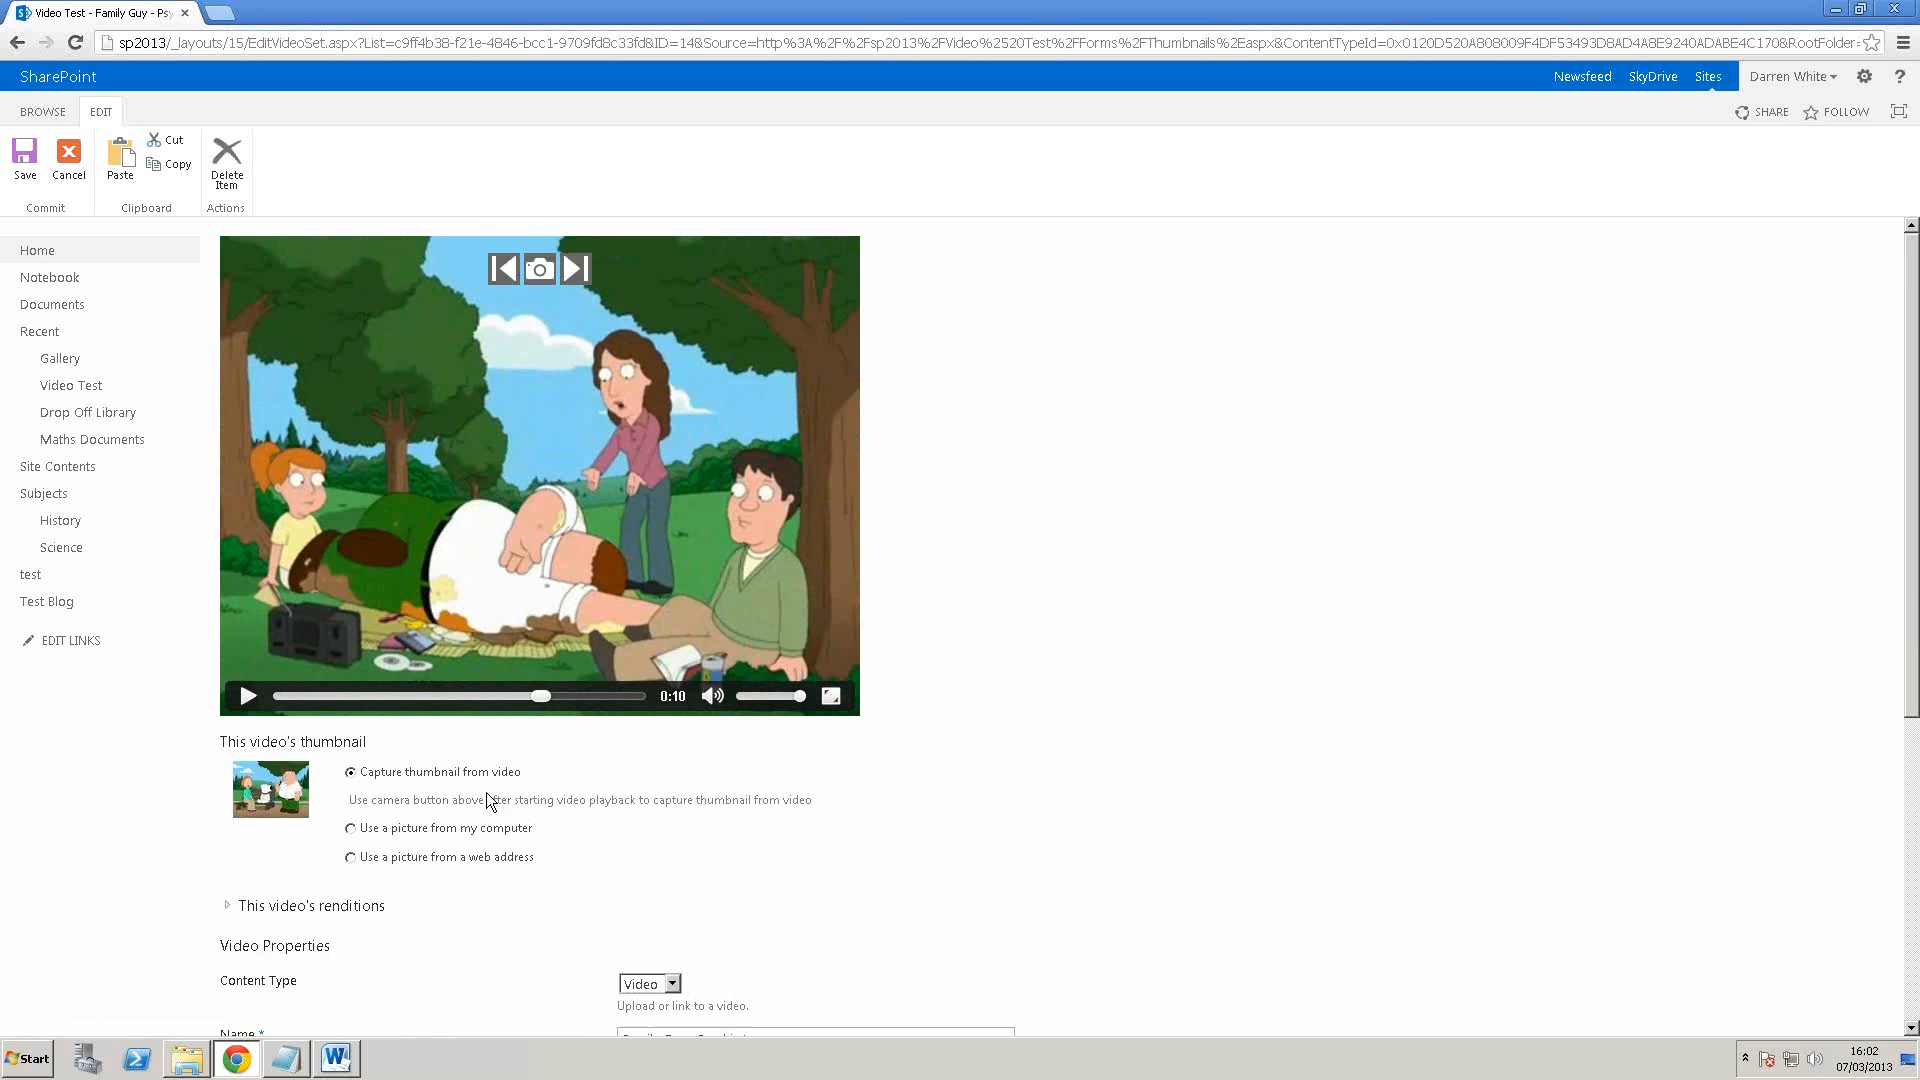 Video Test - Family Guy - Psy
sp2013/_layouts/15/EditVideoSet.aspx?List=c9ff4b38-f21e-4846-bcc1-9709fd8c33fd&ID=14&Source=http%3A%2F%2Fsp2013%2FVideo%2520Test%2FForms%2FThumbnails%2Easpx&ContentTypeId=0x0120D520A808009F4DF53493D8AD4A8E9240ADABE4C170&RootFolder=
SharePoint
Newsfeed SkyDrive Sites Darren White ?
BROWSE EDIT
SHARE FOLLOW
Save Cancel Paste Cut Copy Delete Item
Commit Clipboard Actions
Home
Notebook
Documents
Recent
Gallery
Video Test
Drop Off Library
Maths Documents
Site Contents
Subjects
History
Science
test
Test Blog
EDIT LINKS
0:10
This video's thumbnail
Capture thumbnail from video
Use camera button above after starting video playback to capture thumbnail from video
Use a picture from my computer
Use a picture from a web address
This video's renditions
Video Properties
Content Type Video
Upload or link to a video.
Name *
Start
16:02
07/03/2013